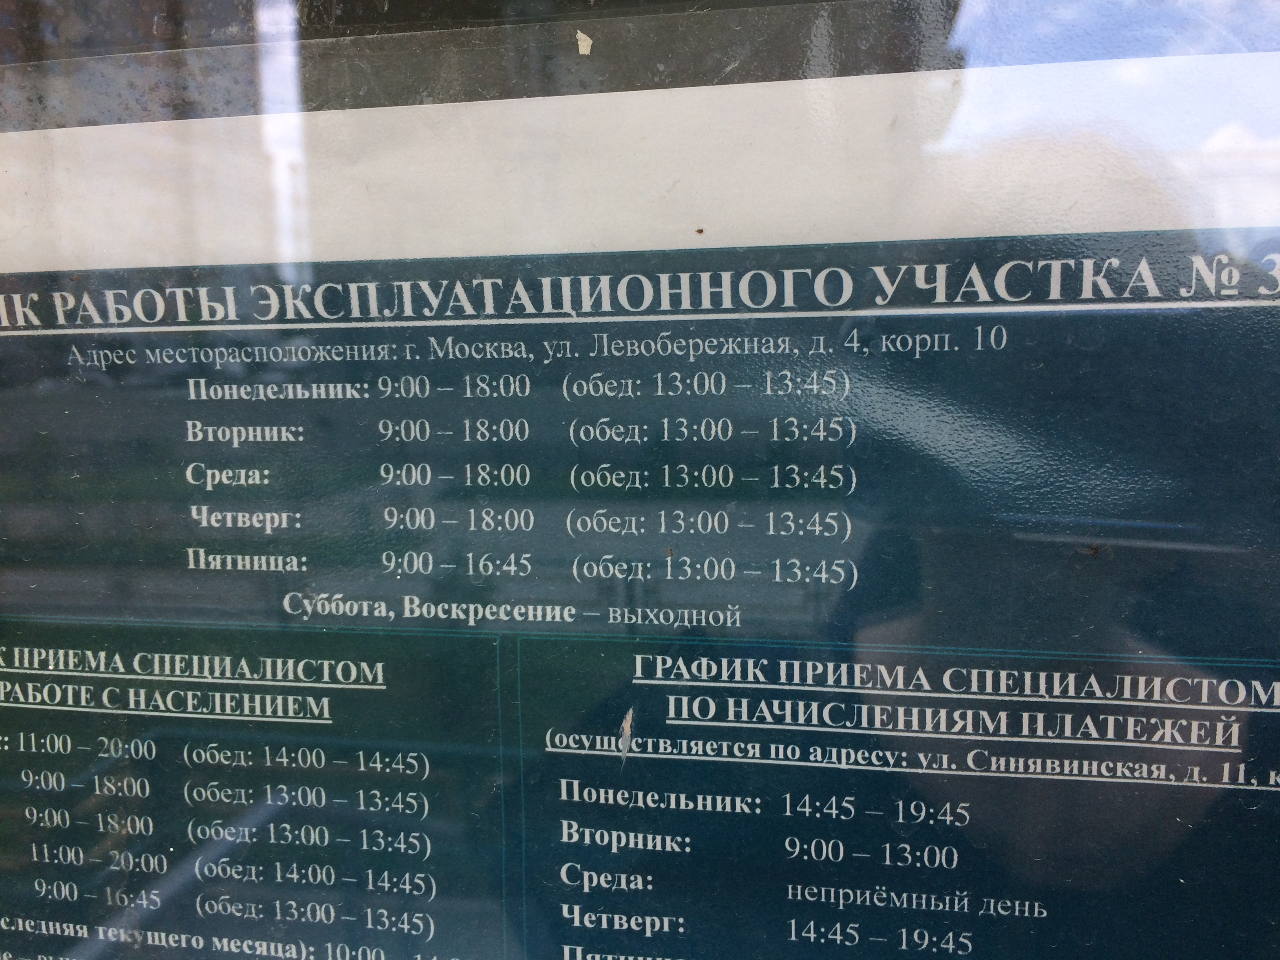 РАБОТЫ ЭКСПЛУАТАЦИОННОГО УЧАСТКА № 3
Адрес месторасположения: г. Москва, ул. Левобережная, д. 4, корп. 10
Понедельник: 9:00 – 18:00 (обед: 13:00 – 13:45)
Вторник: 9:00 – 18:00 (обед: 13:00 – 13:45)
Среда: 9:00 – 18:00 (обед: 13:00 – 13:45)
Четверг: 9:00 – 18:00 (обед: 13:00 – 13:45)
Пятница: 9:00 – 16:45 (обед: 13:00 – 13:45)
Суббота, Воскресение – выходной
К ПРИЕМА СПЕЦИАЛИСТОМ
РАБОТЕ С НАСЕЛЕНИЕМ
11:00 – 20:00 (обед: 14:00 – 14:45)
9:00 – 18:00 (обед: 13:00 – 13:45)
9:00 – 18:00 (обед: 13:00 – 13:45)
11:00 – 20:00 (обед: 14:00 – 14:45)
9:00 – 16:45 (обед: 13:00 – 13:45)
следняя текущего месяца): 10:00
ГРАФИК ПРИЕМА СПЕЦИАЛИСТОМ
ПО НАЧИСЛЕНИЯМ ПЛАТЕЖЕЙ
(осуществляется по адресу: ул. Синявинская, д. 11, к
Понедельник: 14:45 – 19:45
Вторник: 9:00 – 13:00
Среда: неприёмный день
Четверг: 14:45 – 19:45